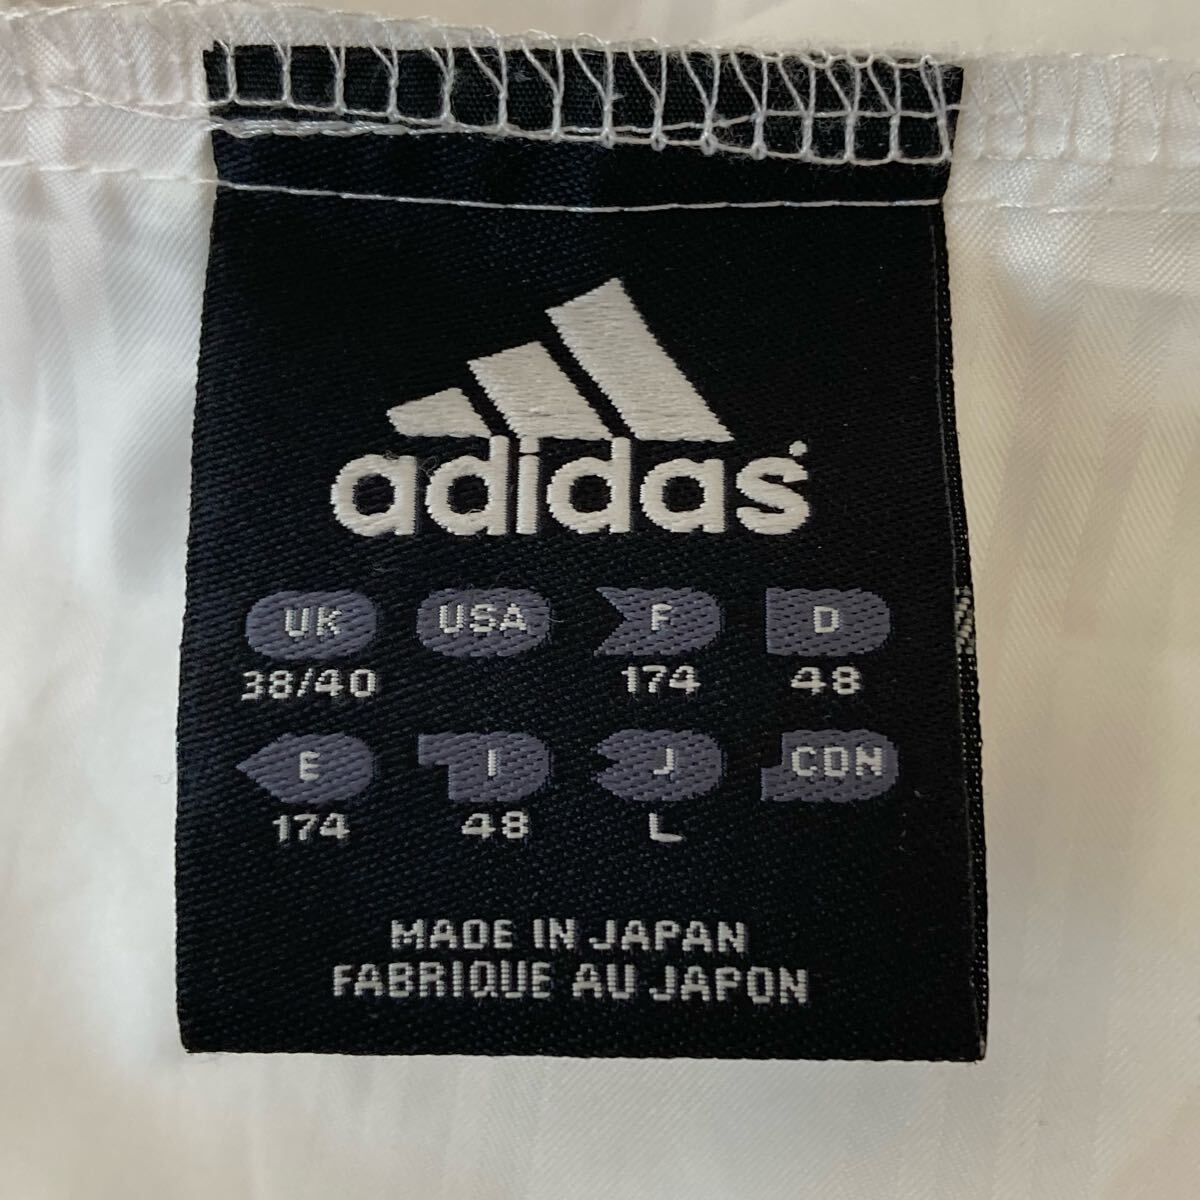 adidas
UK USA F D
38/40 174 48
E I J CDN
174 48 L
MADE IN JAPAN
FABRIQUE AU JAPON